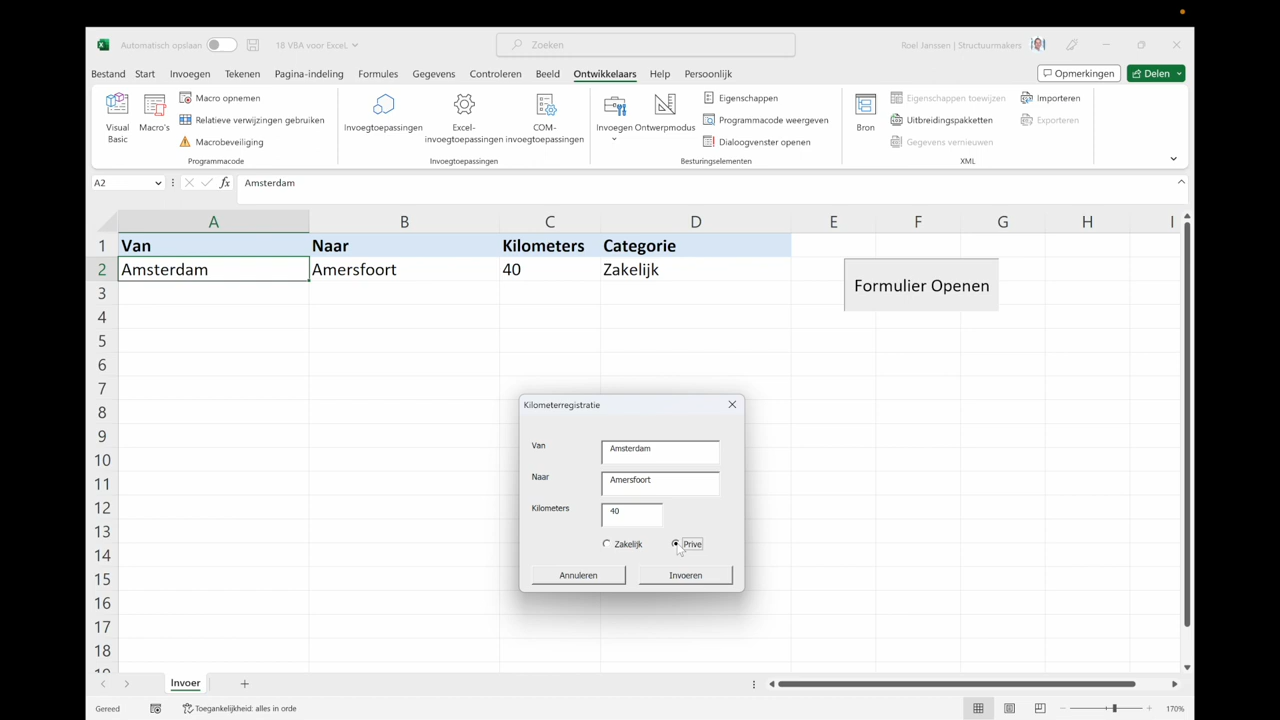 Automatisch opslaan
18 VBA voor Excel
Zoeken
Roel Janssen | Structuurmakers
Bestand Start Invoegen Tekenen Pagina-indeling Formules Gegevens Controleren Beeld Ontwikkelaars Help Persoonlijk
Opmerkingen
Delen
Visual Basic
Macro's
Macro opnemen
Relatieve verwijzingen gebruiken
Macrobeveiliging
Programmacode
Invoegtoepassingen
Excel-invoegtoepassingen
COM-invoegtoepassingen
Invoegtoepassingen
Invoegen
Ontwerpmodus
Eigenschappen
Programmacode weergeven
Dialoogvenster openen
Besturingselementen
Bron
Eigenschappen toewijzen
Uitbreidingspakketten
Gegevens vernieuwen
Importeren
Exporteren
XML
A2
fx
Amsterdam
A B C D E F G H I
1 Van Naar Kilometers Categorie
2 Amsterdam Amersfoort 40 Zakelijk
Formulier Openen
3
4
5
6
7
8
9
10
11
12
13
14
15
16
17
18
Kilometerregistratie
Van Amsterdam
Naar Amersfoort
Kilometers 40
Zakelijk Prive
Annuleren Invoeren
Invoer
Gereed
Toegankelijkheid: alles in orde
170%